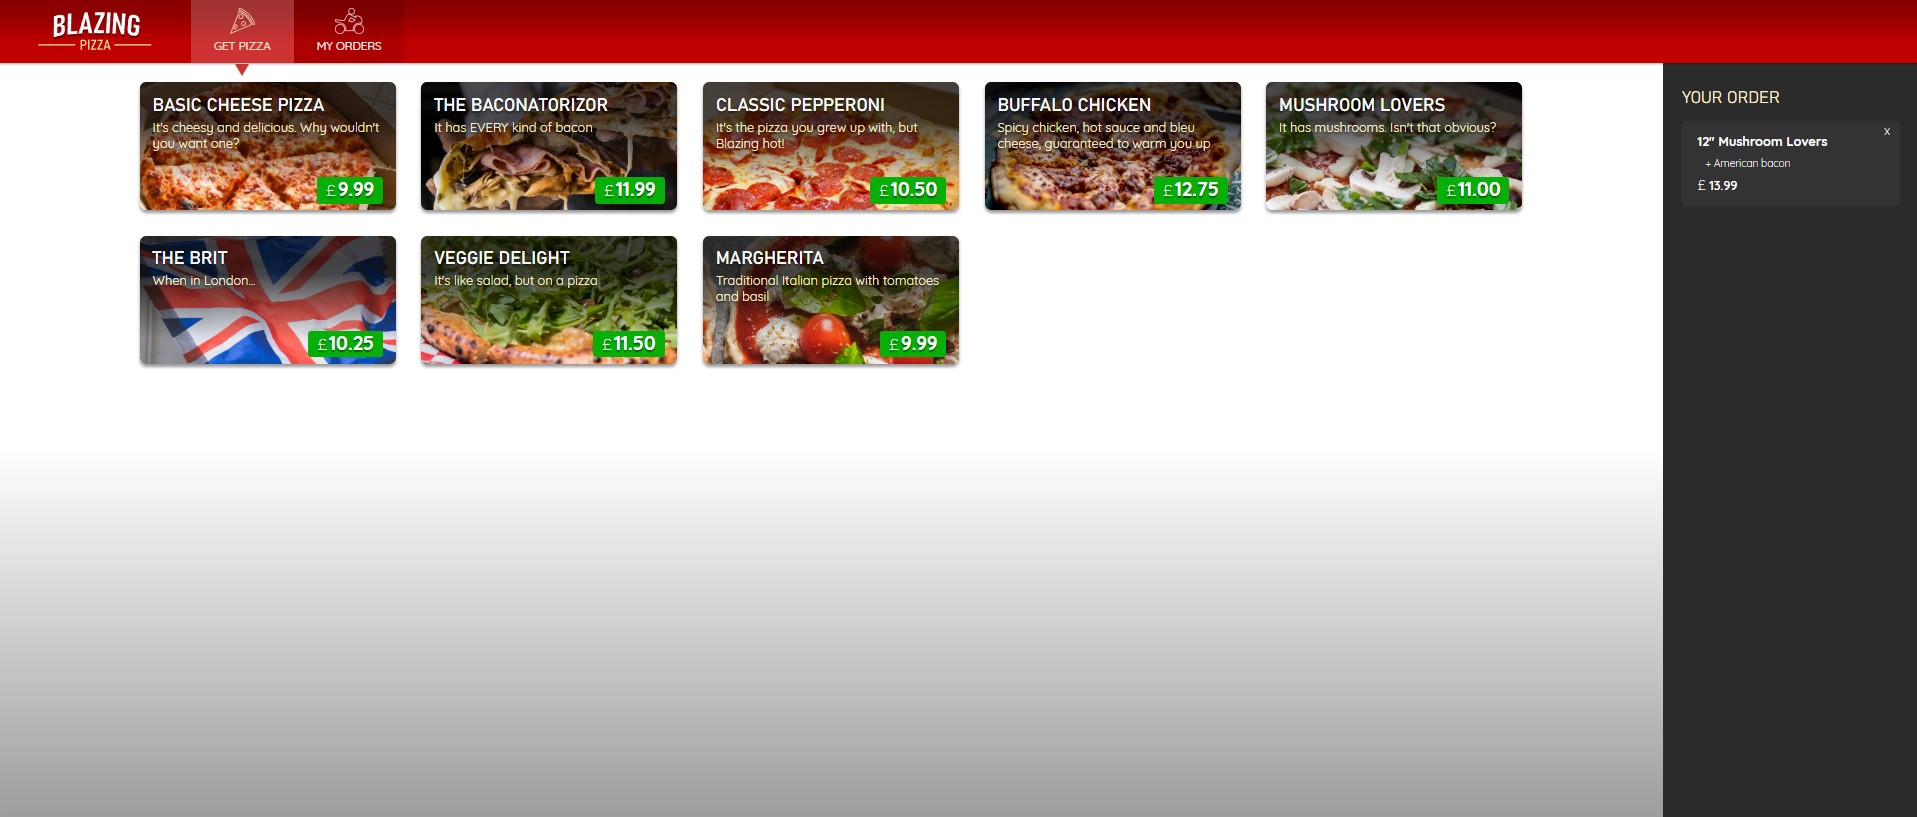 BLAZING
PIZZA
GET PIZZA
MY ORDERS
BASIC CHEESE PIZZA
It's cheesy and delicious. Why wouldn't
you want one?
£ 9.99
THE BACONATORIZOR
It has EVERY kind of bacon
£ 11.99
CLASSIC PEPPERONI
It's the pizza you grew up with, but
Blazing hot!
£ 10.50
BUFFALO CHICKEN
Spicy chicken, hot sauce and bleu
cheese, guaranteed to warm you up
£ 12.75
MUSHROOM LOVERS
It has mushrooms. Isn't that obvious?
£ 11.00
THE BRIT
When in London...
£ 10.25
VEGGIE DELIGHT
It's like salad, but on a pizza
£ 11.50
MARGHERITA
Traditional Italian pizza with tomatoes
and basil
£ 9.99
YOUR ORDER
x
12" Mushroom Lovers
+ American bacon
£ 13.99